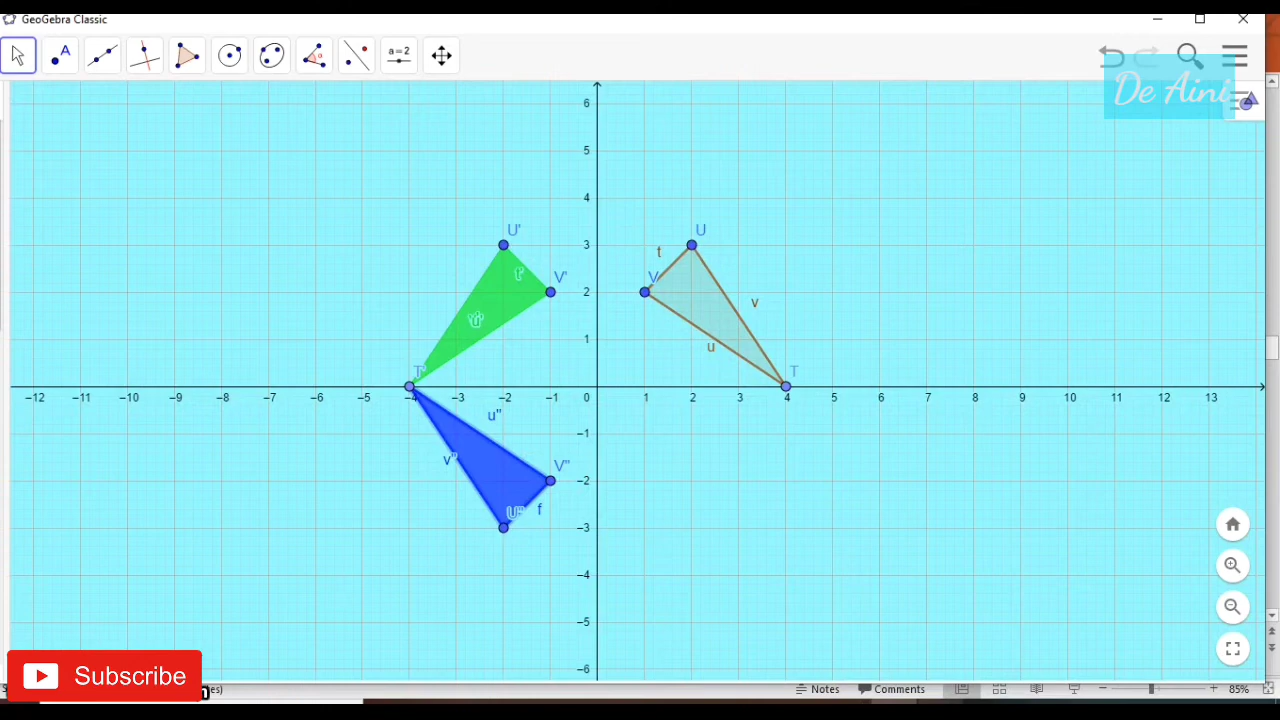 GeoGebra Classic
A
α
a=2
De Aini
6
5
4
U'
U
3
t'
t
V'
V
2
v
u'
u
1
T'
T
−12 −11 −10 −9 −8 −7 −6 −5 −4 −3 −2 −1 0 1 2 3 4 5 6 7 8 9 10 11 12 13
u"
−1
v"
V"
−2
U"
f
−3
−4
−5
−6
Subscribe
Notes
Comments
85%